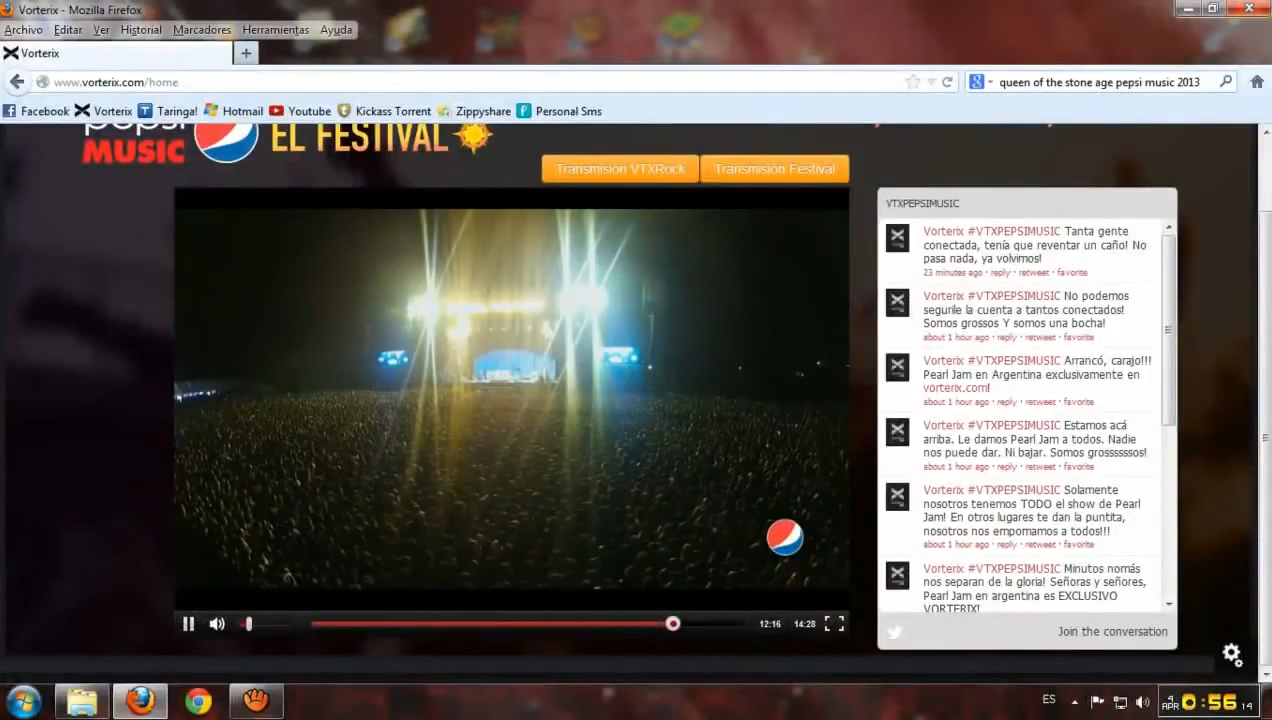 Vorterix - Mozilla Firefox
Archivo Editar Ver Historial Marcadores Herramientas Ayuda
Vorterix
www.vorterix.com/home
queen of the stone age pepsi music 2013
Facebook Vorterix Taringa! Hotmail Youtube Kickass Torrent Zippyshare Personal Sms
pepsi
MUSIC
EL FESTIVAL
Transmisión VTXRock Transmisión Festival
VTXPEPSIMUSIC
Vorterix #VTXPEPSIMUSIC Tanta gente
conectada, tenía que reventar un caño! No
pasa nada, ya volvimos!
23 minutes ago · reply · retweet · favorite
Vorterix #VTXPEPSIMUSIC No podemos
segurile la cuenta a tantos conectados!
Somos grossos Y somos una bocha!
about 1 hour ago · reply · retweet · favorite
Vorterix #VTXPEPSIMUSIC Arrancó, carajo!!!
Pearl Jam en Argentina exclusivamente en
vorterix.com!
about 1 hour ago · reply · retweet · favorite
Vorterix #VTXPEPSIMUSIC Estamos acá
arriba. Le damos Pearl Jam a todos. Nadie
nos puede dar. Ni bajar. Somos grosssssssos!
about 1 hour ago · reply · retweet · favorite
Vorterix #VTXPEPSIMUSIC Solamente
nosotros tenemos TODO el show de Pearl
Jam! En otros lugares te dan la puntita,
nosotros nos empomamos a todos!!!
about 1 hour ago · reply · retweet · favorite
Vorterix #VTXPEPSIMUSIC Minutos nomás
nos separan de la gloria! Señoras y señores,
Pearl Jam en argentina es EXCLUSIVO
VORTERIX!
Join the conversation
12:16 14:28
ES
4
APR 0:56 14